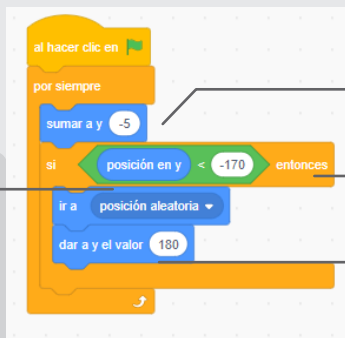 al hacer clic en
por siempre
sumar a y -5
si posición en y < -170 entonces
ir a posición aleatoria
dar a y el valor 180